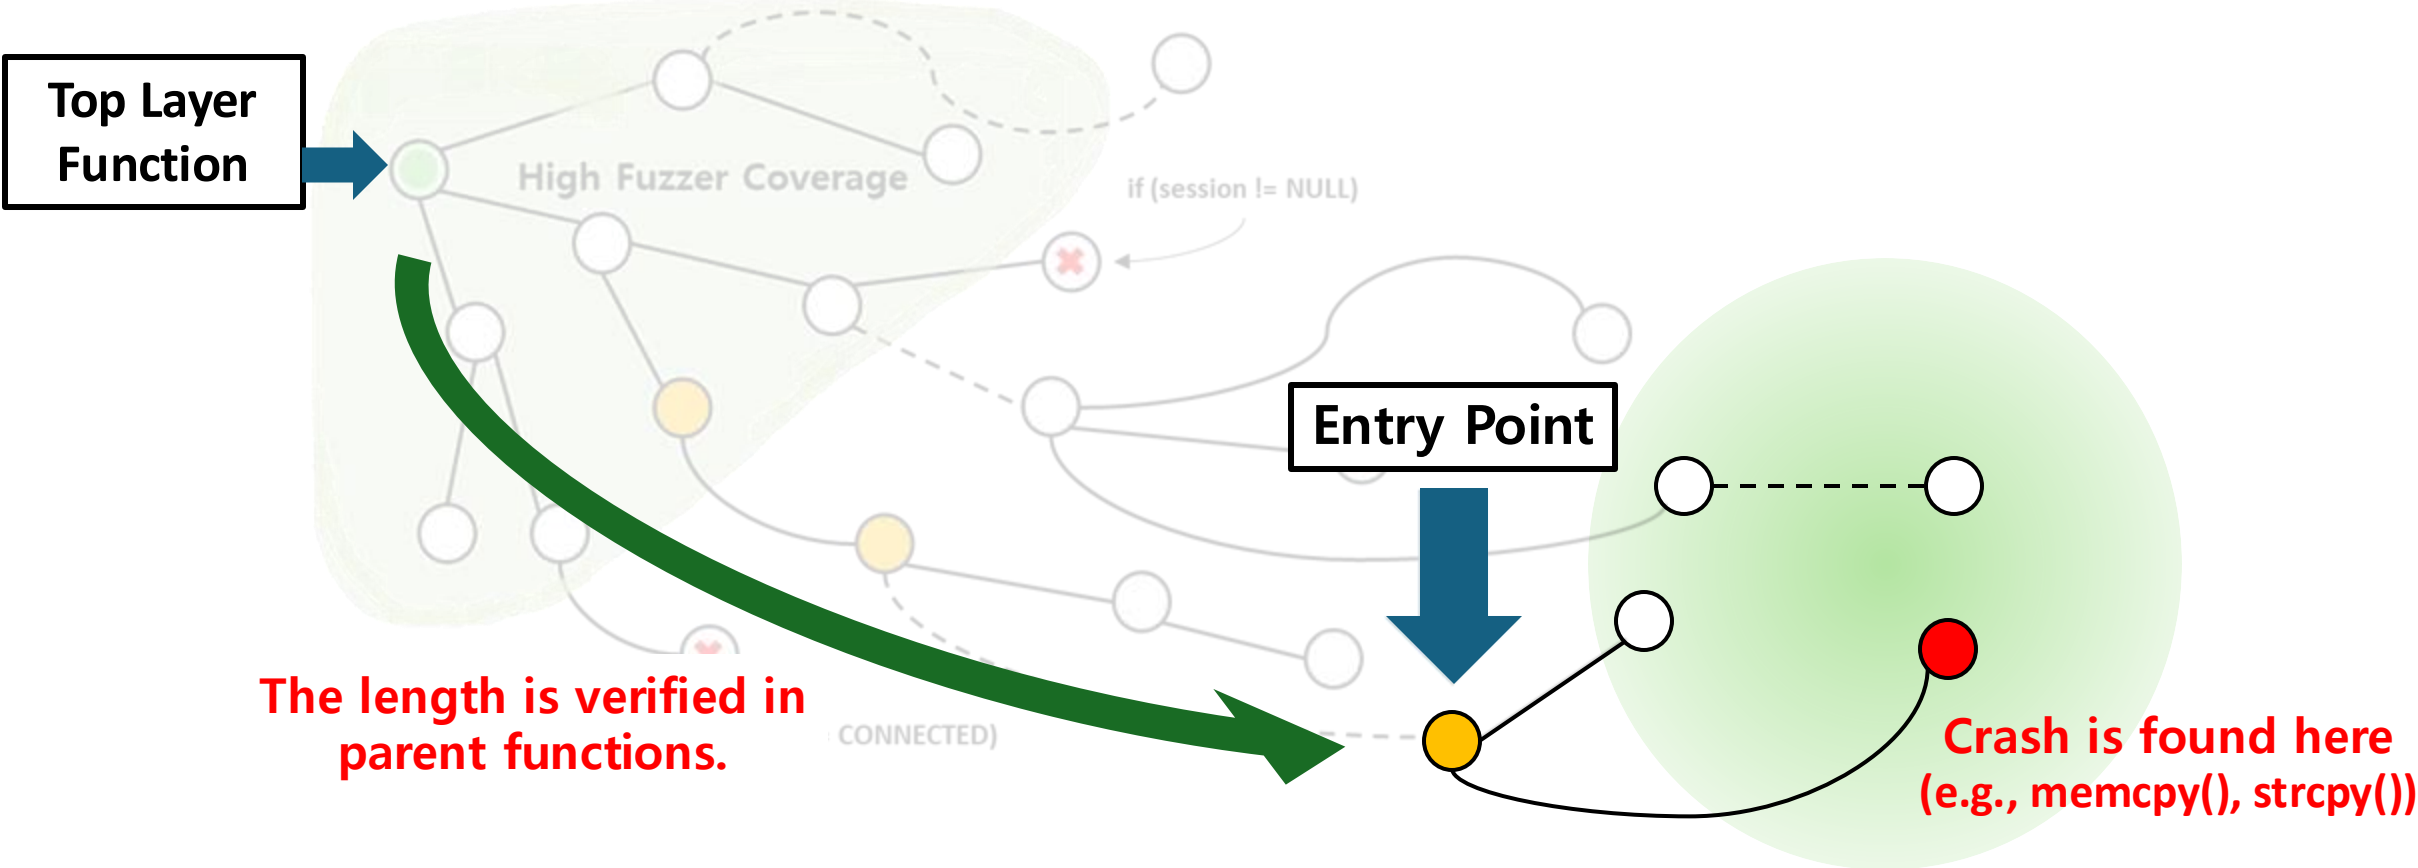 Top Layer
Function
High Fuzzer Coverage
if (session != NULL)
Entry Point
The length is verified in
parent functions.
: CONNECTED)
Crash is found here
(e.g., memcpy(), strcpy())